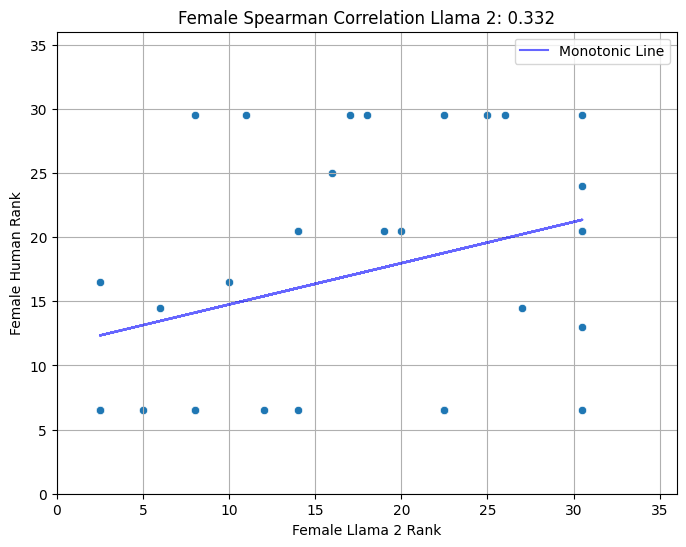 Female Spearman Correlation Llama 2: 0.332
Monotonic Line
35
30
25
20
15
10
5
0
Female Human Rank
0 5 10 15 20 25 30 35
Female Llama 2 Rank